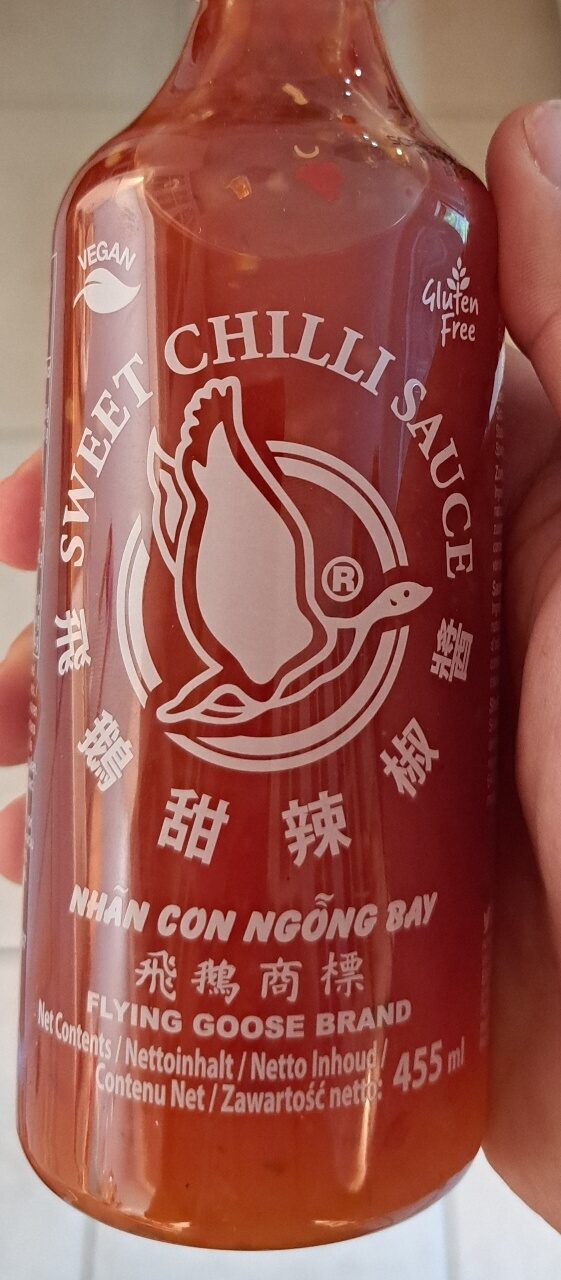 VEGAN
Gluten
Free
SWEET CHILLI SAUCE
®
飛鵝甜辣椒醬
NHÃN CON NGỖNG BAY
飛鵝商標
FLYING GOOSE BRAND
Net Contents / Nettoinhalt / Netto Inhoud /
Contenu Net / Zawartość netto: 455 ml